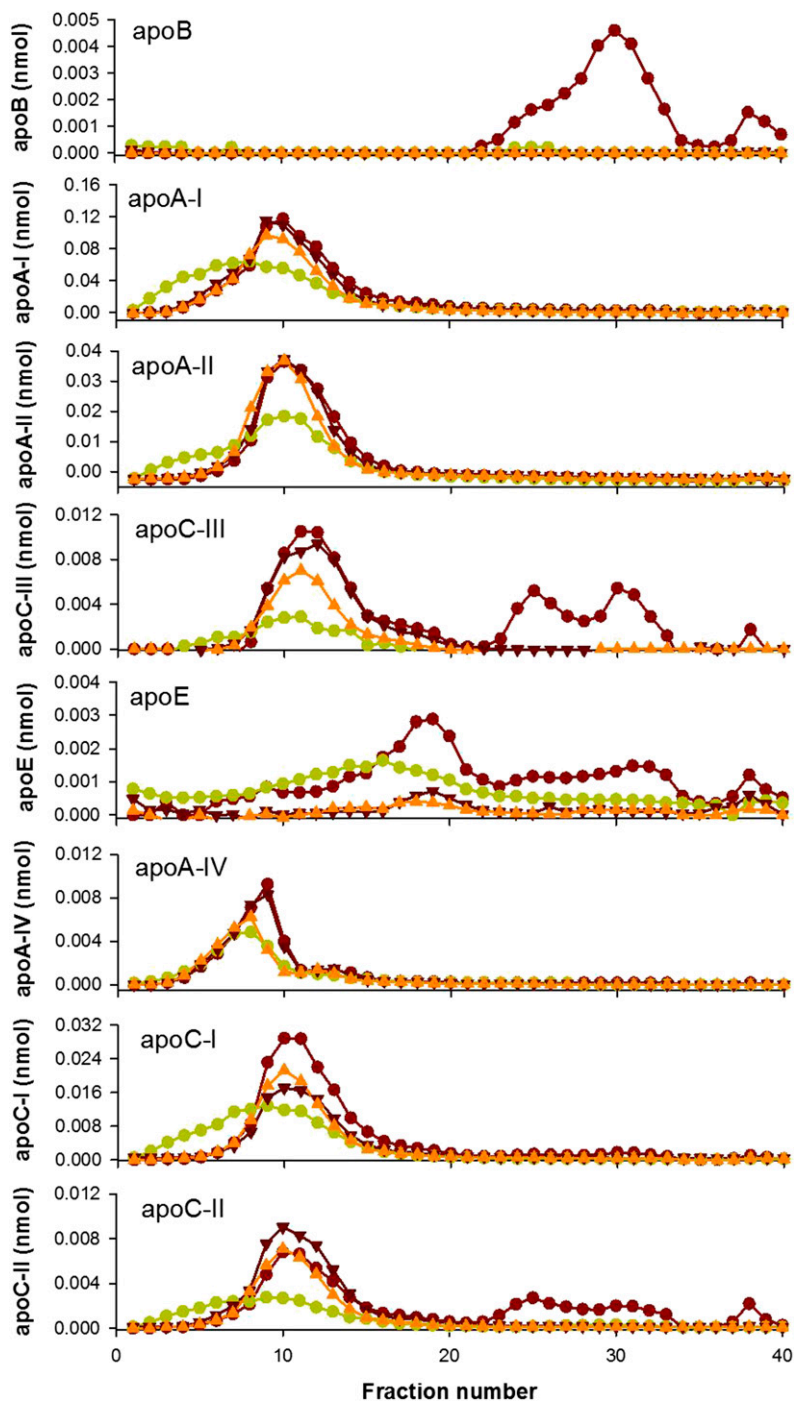 apoB
apoB (nmol)
0.005
0.004
0.002
0.001
0.000
apoA-I
apoA-I (nmol)
0.16
0.12
0.08
0.04
0.00
apoA-II
apoA-II (nmol)
0.04
0.03
0.02
0.01
0.00
apoC-III
apoC-III (nmol)
0.012
0.008
0.004
0.000
apoE
apoE (nmol)
0.004
0.003
0.002
0.001
0.000
apoA-IV
apoA-IV (nmol)
0.012
0.008
0.004
0.000
apoC-I
apoC-I (nmol)
0.032
0.024
0.016
0.008
0.000
apoC-II
apoC-II (nmol)
0.012
0.008
0.004
0.000
0 10 20 30 40
Fraction number